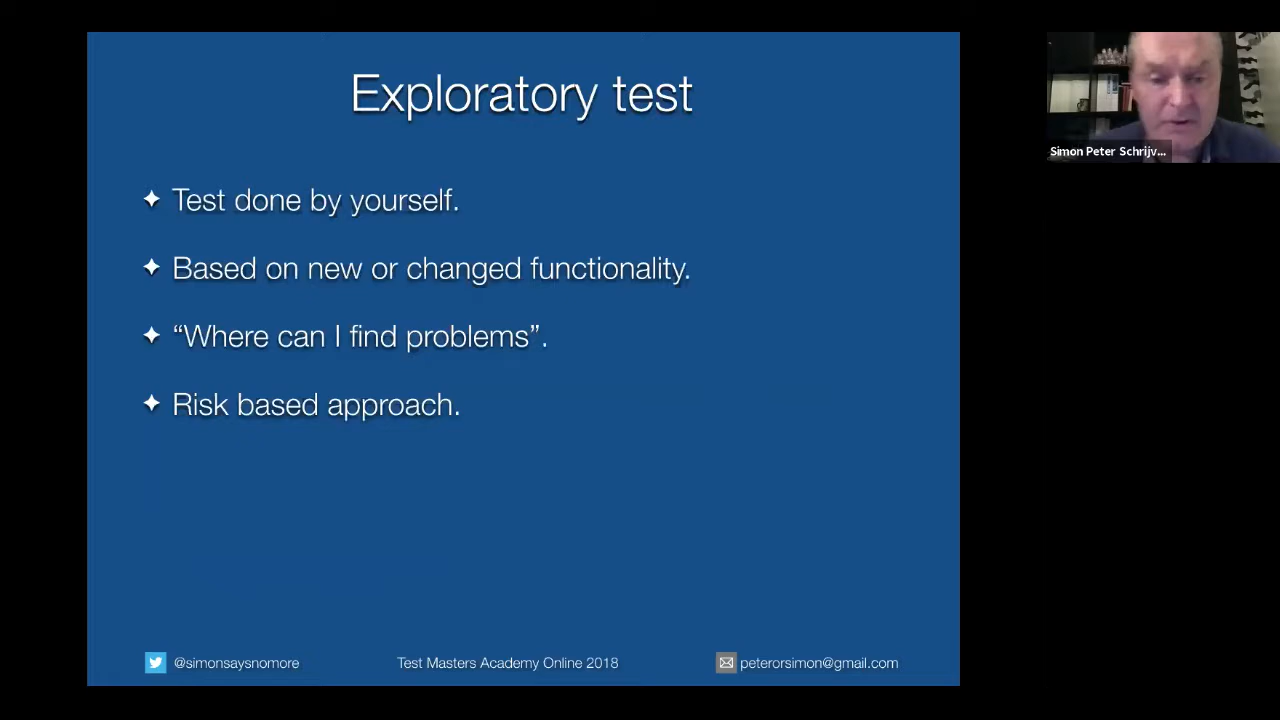 Exploratory test
Simon Peter Schrijv...
✦ Test done by yourself.
✦ Based on new or changed functionality.
✦ “Where can I find problems”.
✦ Risk based approach.
@simonsaysnomore
Test Masters Academy Online 2018
peterorsimon@gmail.com